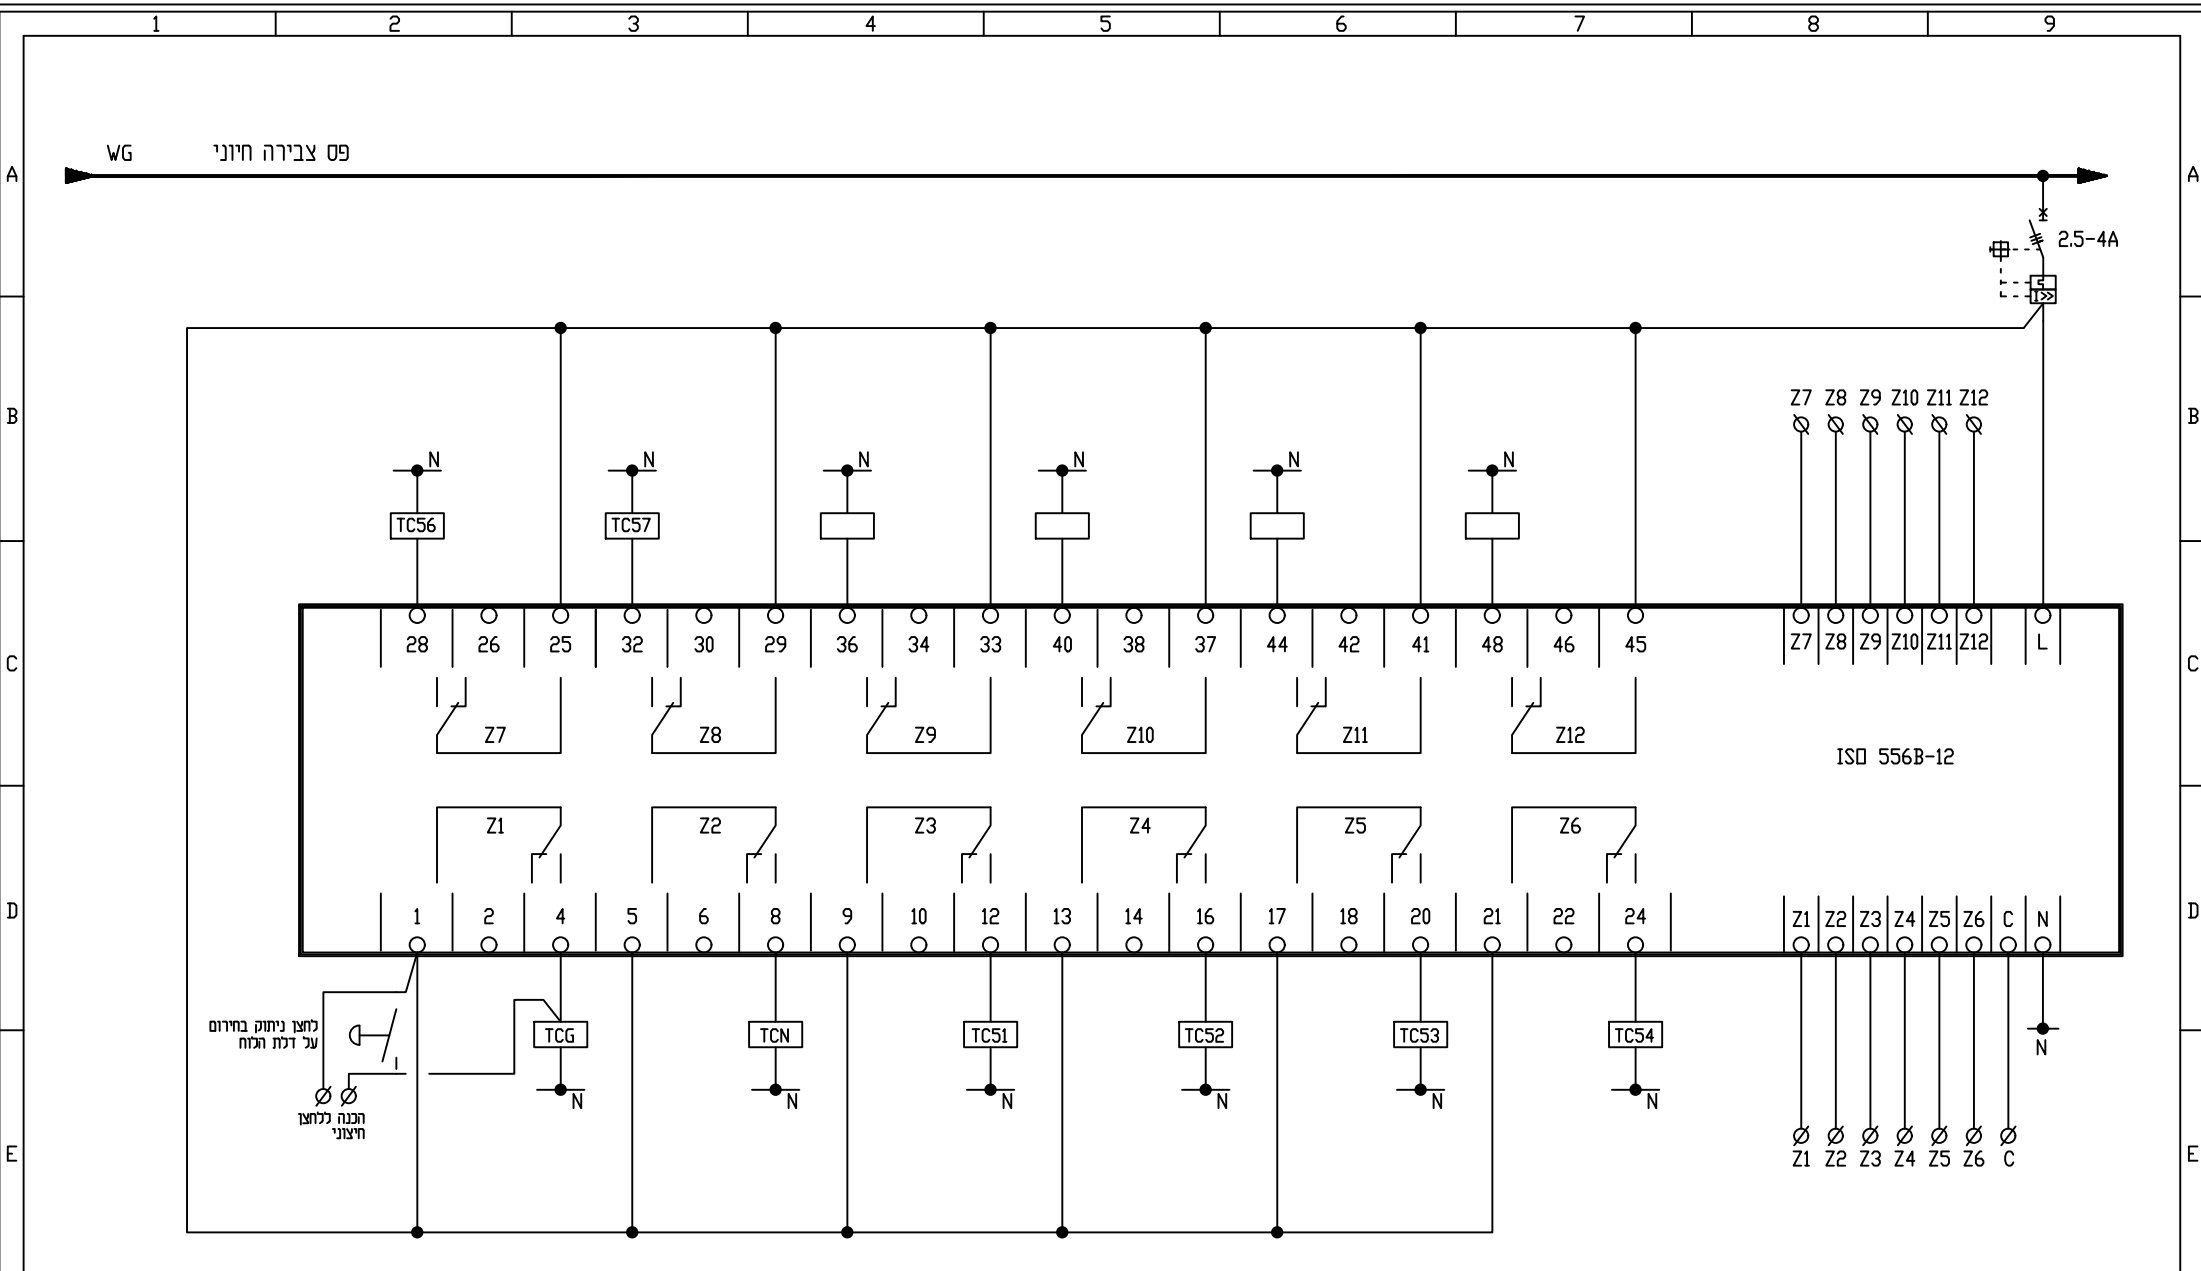 1 2 3 4 5 6 7 8 9
WG פס צבירה חיוני
A A
2.5-4A
I>>
B B
Z7 Z8 Z9 Z10 Z11 Z12
N N N N N N
TC56 TC57
28 26 25 32 30 29 36 34 33 40 38 37 44 42 41 48 46 45 Z7 Z8 Z9 Z10 Z11 Z12 L
C C
Z7 Z8 Z9 Z10 Z11 Z12
ISO 556B-12
Z1 Z2 Z3 Z4 Z5 Z6
D D
1 2 4 5 6 8 9 10 12 13 14 16 17 18 20 21 22 24 Z1 Z2 Z3 Z4 Z5 Z6 C N
לחצן ניתוק בחירום
על דלת הלוח
TCG TCN TC51 TC52 TC53 TC54
N
N N N N N N
הכנה ללחצן
חיצוני
E E
Z1 Z2 Z3 Z4 Z5 Z6 C